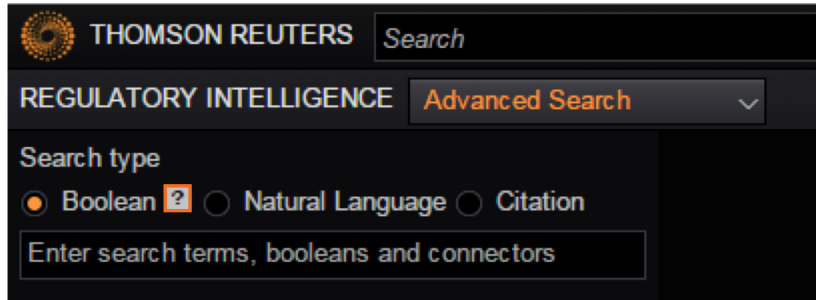 THOMSON REUTERS Search
REGULATORY INTELLIGENCE Advanced Search
Search type
Boolean ? Natural Language Citation
Enter search terms, booleans and connectors